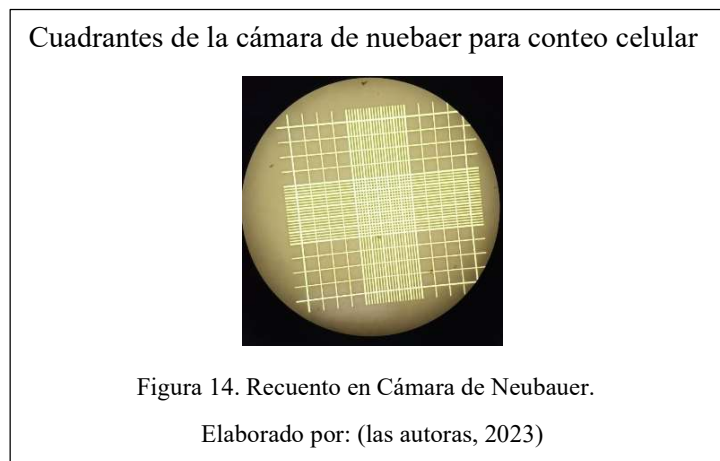 Cuadrantes de la cámara de nuebaer para conteo celular
Figura 14. Recuento en Cámara de Neubauer.
Elaborado por: (las autoras, 2023)